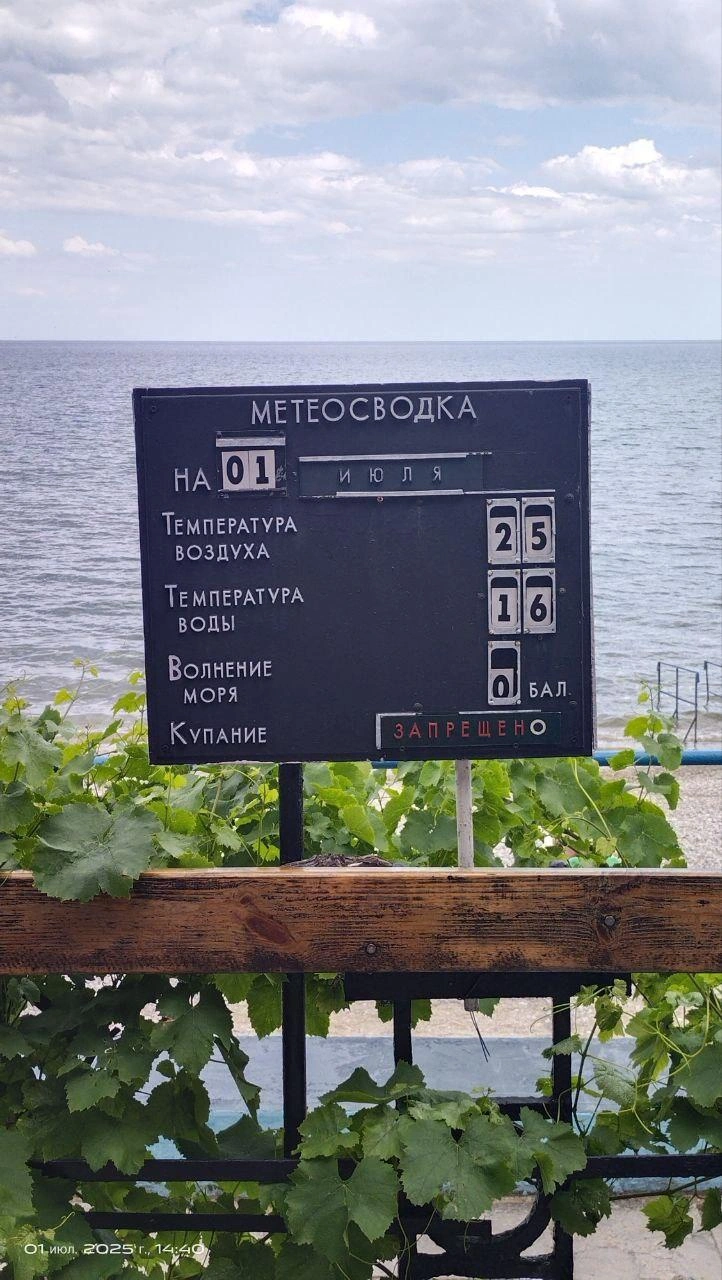 МЕТЕОСВОДКА
НА 01 ИЮЛЯ
ТЕМПЕРАТУРА
ВОЗДУХА 25
ТЕМПЕРАТУРА
ВОДЫ 16
ВОЛНЕНИЕ
МОРЯ 0 БАЛ
КУПАНИЕ ЗАПРЕЩЕНО
01 июл. 2025 г., 14:40